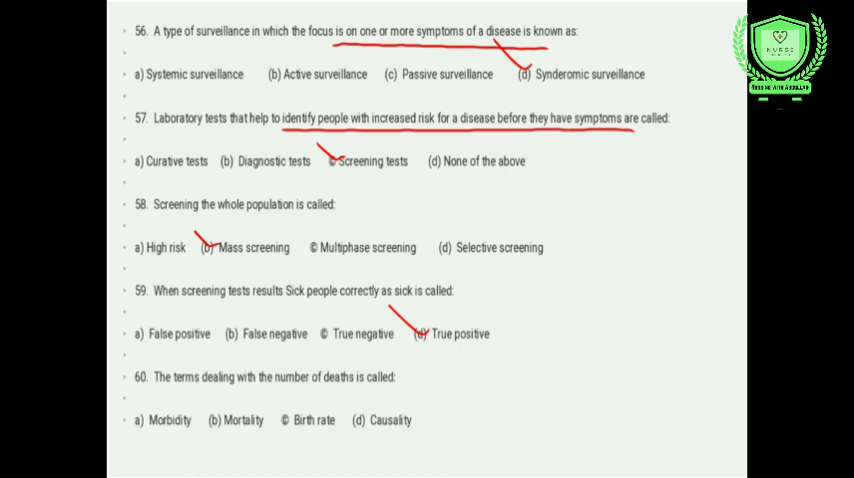 56. A type of surveillance in which the focus is on one or more symptoms of a disease is known as:
a) Systemic surveillance (b) Active surveillance (c) Passive surveillance (d) Synderomic surveillance
57. Laboratory tests that help to identify people with increased risk for a disease before they have symptoms are called:
a) Curative tests (b) Diagnostic tests © Screening tests (d) None of the above
58. Screening the whole population is called:
a) High risk (b) Mass screening © Multiphase screening (d) Selective screening
59. When screening tests results Sick people correctly as sick is called:
a) False positive (b) False negative © True negative (d) True positive
60. The terms dealing with the number of deaths is called:
a) Morbidity (b) Mortality © Birth rate (d) Causality
NURSE
NURSING WITH ABDULLAH